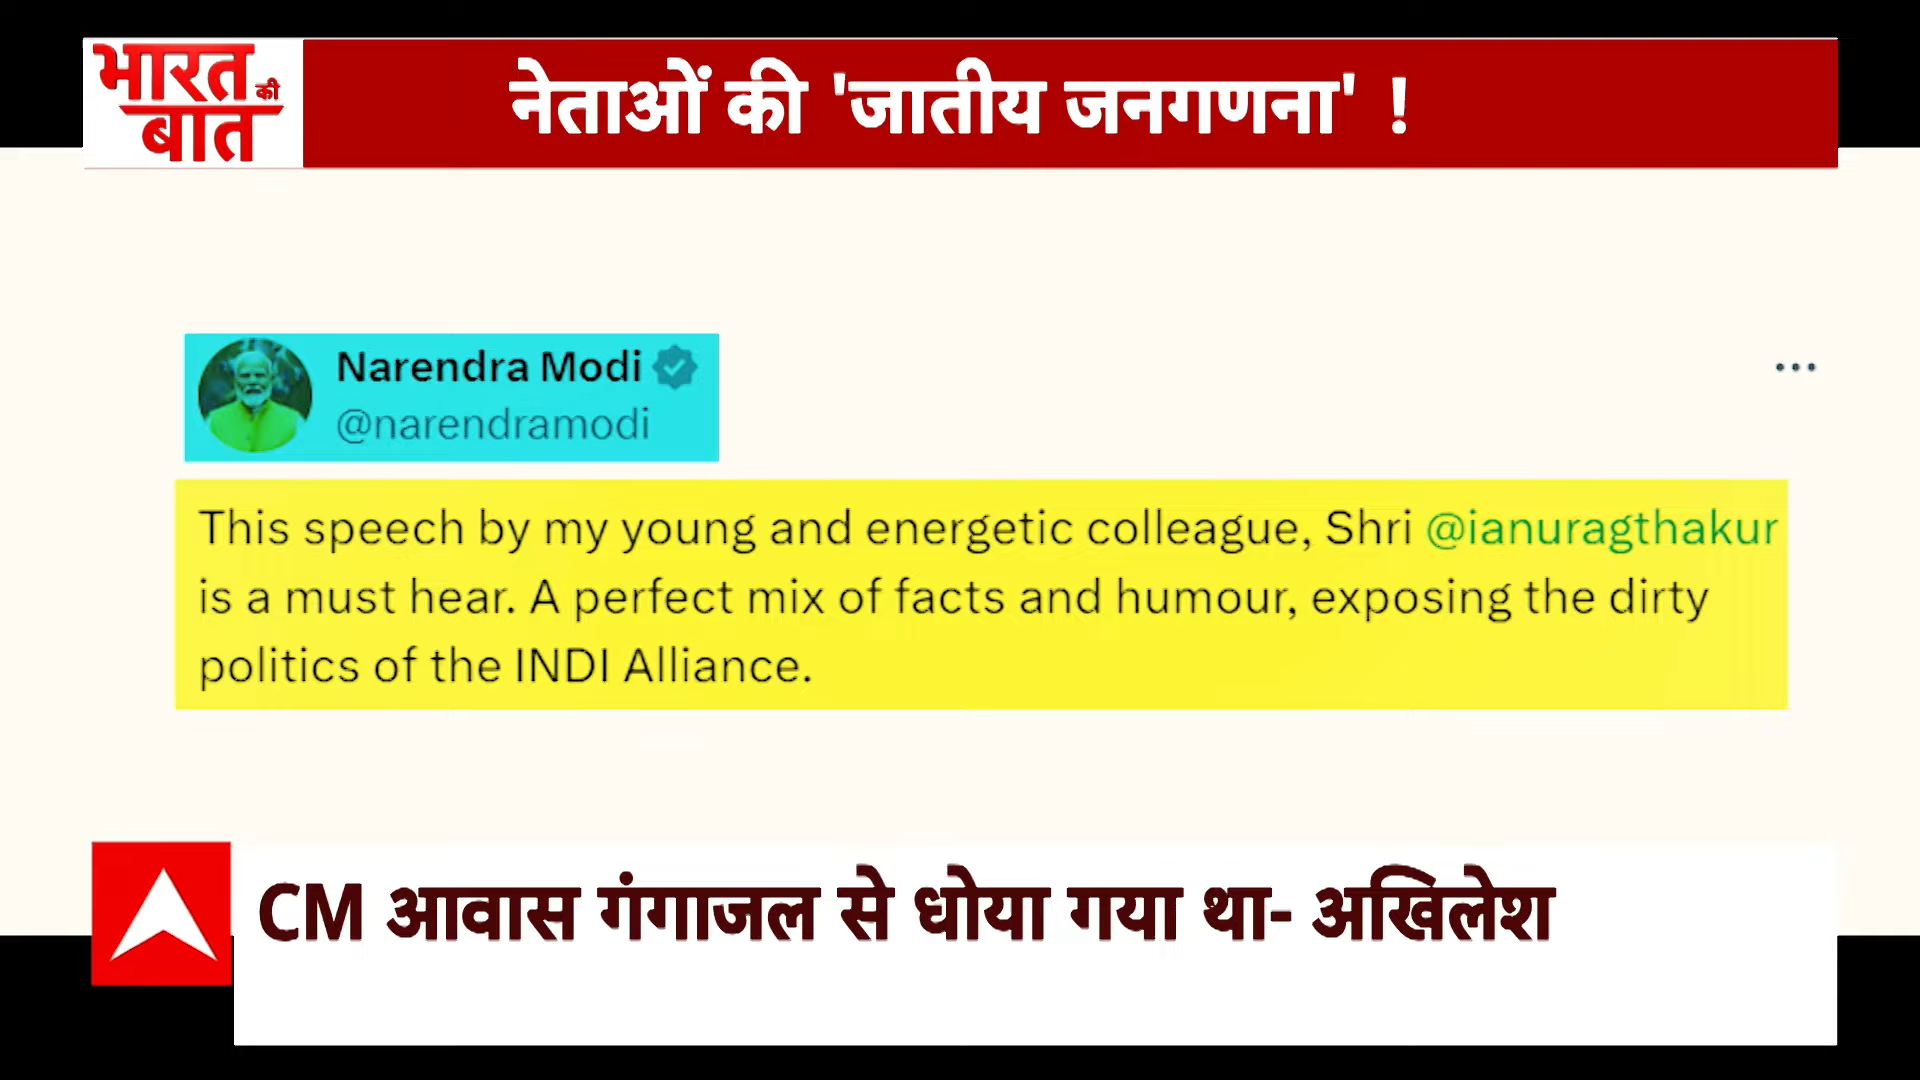 भारत की बात
नेताओं की 'जातीय जनगणना' !
Narendra Modi
@narendramodi
This speech by my young and energetic colleague, Shri @ianuragthakur
is a must hear. A perfect mix of facts and humour, exposing the dirty
politics of the INDI Alliance.
CM आवास गंगाजल से धोया गया था- अखिलेश